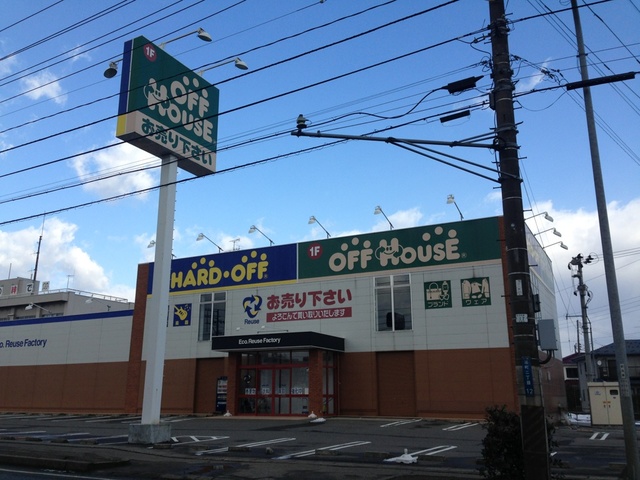 1F
OFF HOUSE
お売り下さい
HARD・OFF
1F
OFF HOUSE
お売り下さい
よろこんで買い取りいたします
ReUse
ブランド
ウェア
Eco. Reuse Factory
Eco. Reuse Factory